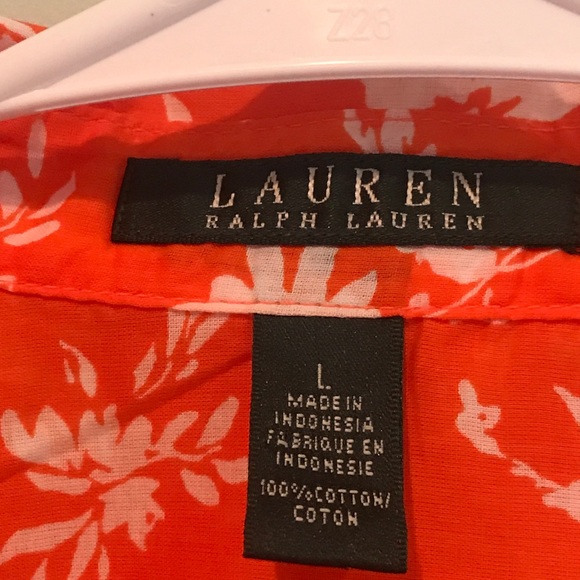 Z28
LAUREN
RALPH LAUREN
L
MADE IN
INDONESIA
FABRIQUE EN
INDONESIE
100% COTTON/
COTON